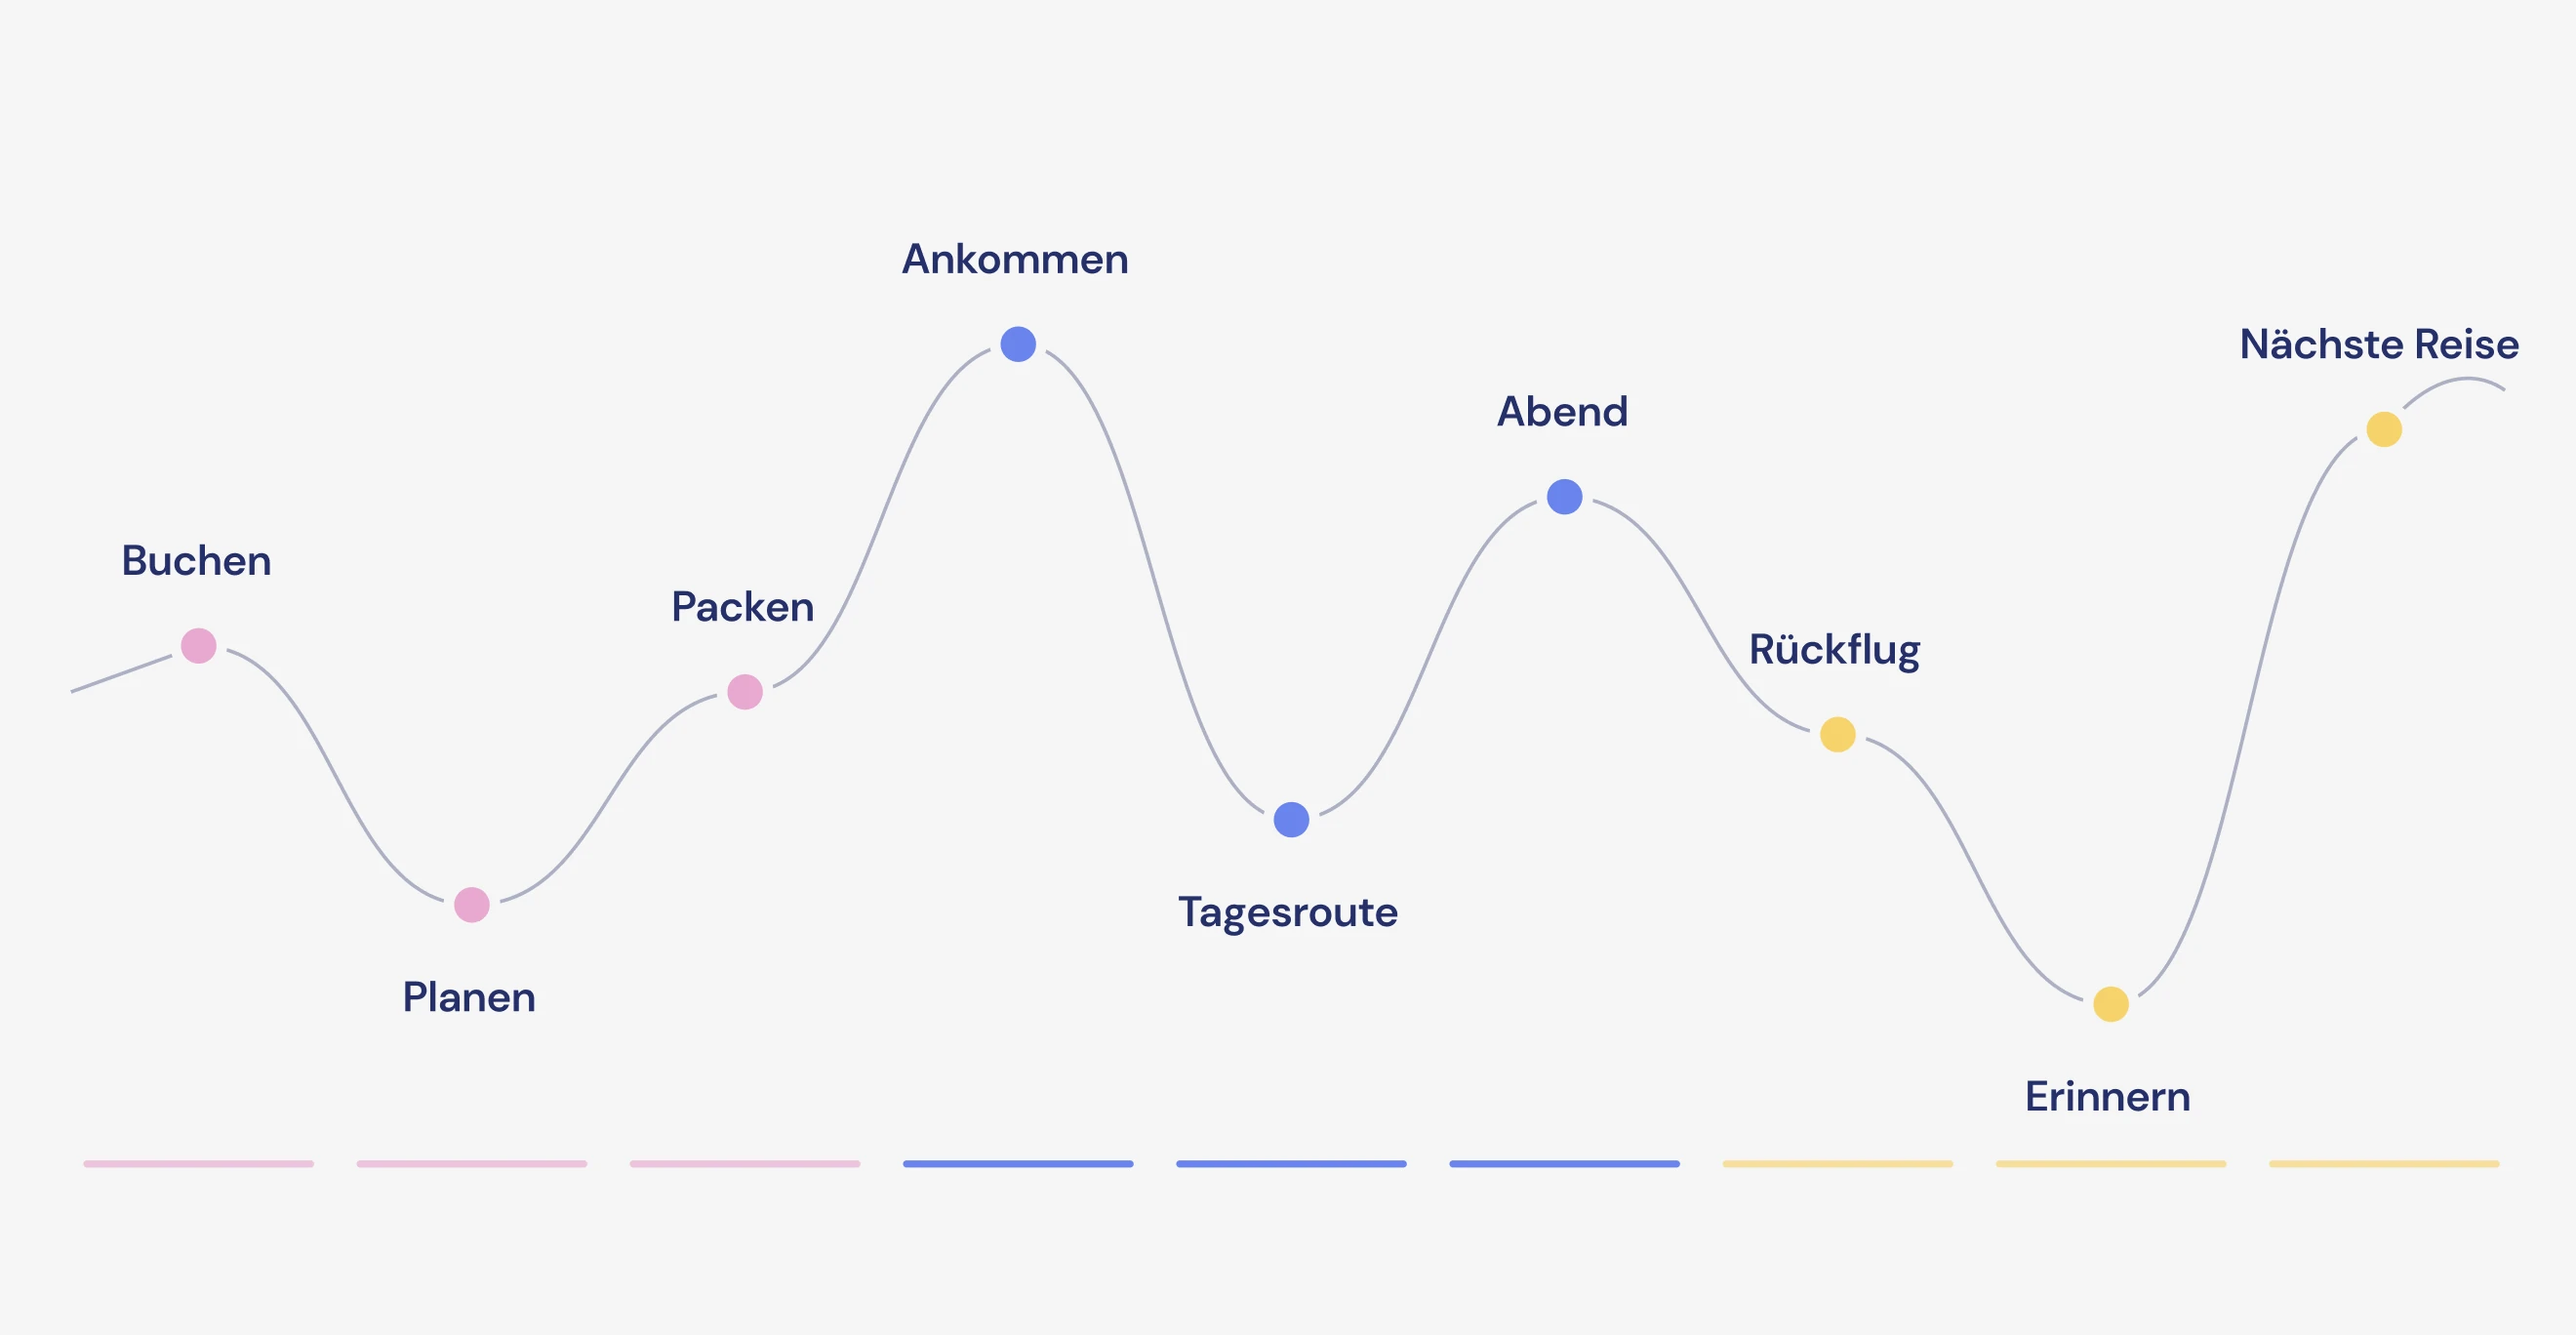 Buchen
Planen
Packen
Ankommen
Tagesroute
Abend
Rückflug
Erinnern
Nächste Reise